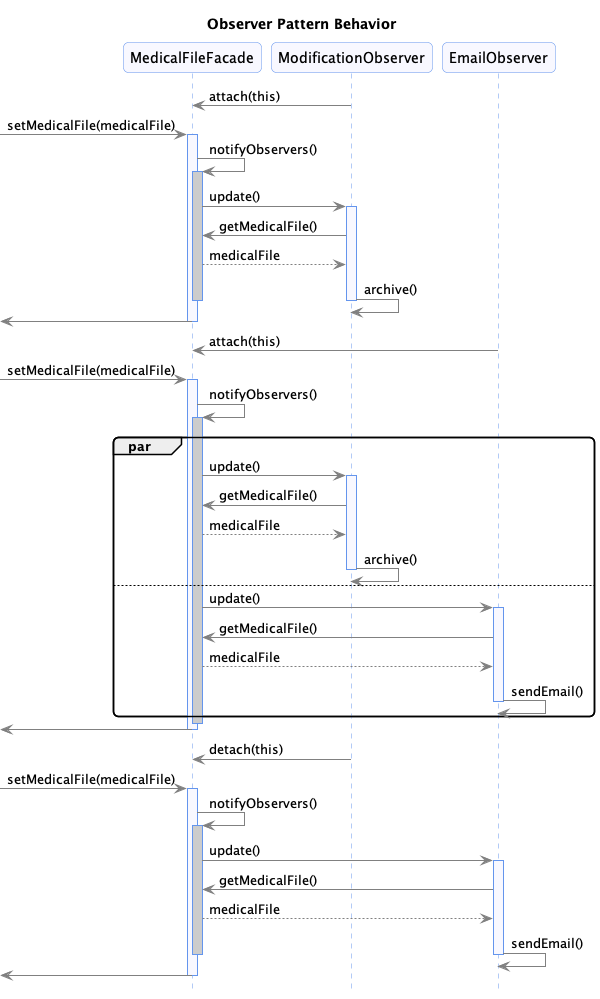 Observer Pattern Behavior
MedicalFileFacade ModificationObserver EmailObserver
attach(this)
setMedicalFile(medicalFile)
notifyObservers()
update()
getMedicalFile()
medicalFile
archive()
attach(this)
setMedicalFile(medicalFile)
notifyObservers()
par
update()
getMedicalFile()
medicalFile
archive()
update()
getMedicalFile()
medicalFile
sendEmail()
detach(this)
setMedicalFile(medicalFile)
notifyObservers()
update()
getMedicalFile()
medicalFile
sendEmail()